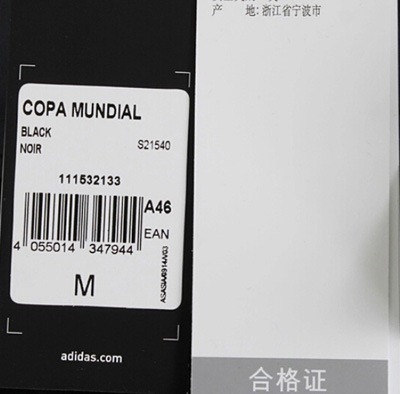 COPA MUNDIAL
BLACK
NOIR S21540
111532133
A46
EAN
4 055014 347944
M
adidas.com
产 地:浙江省宁波市
合格证